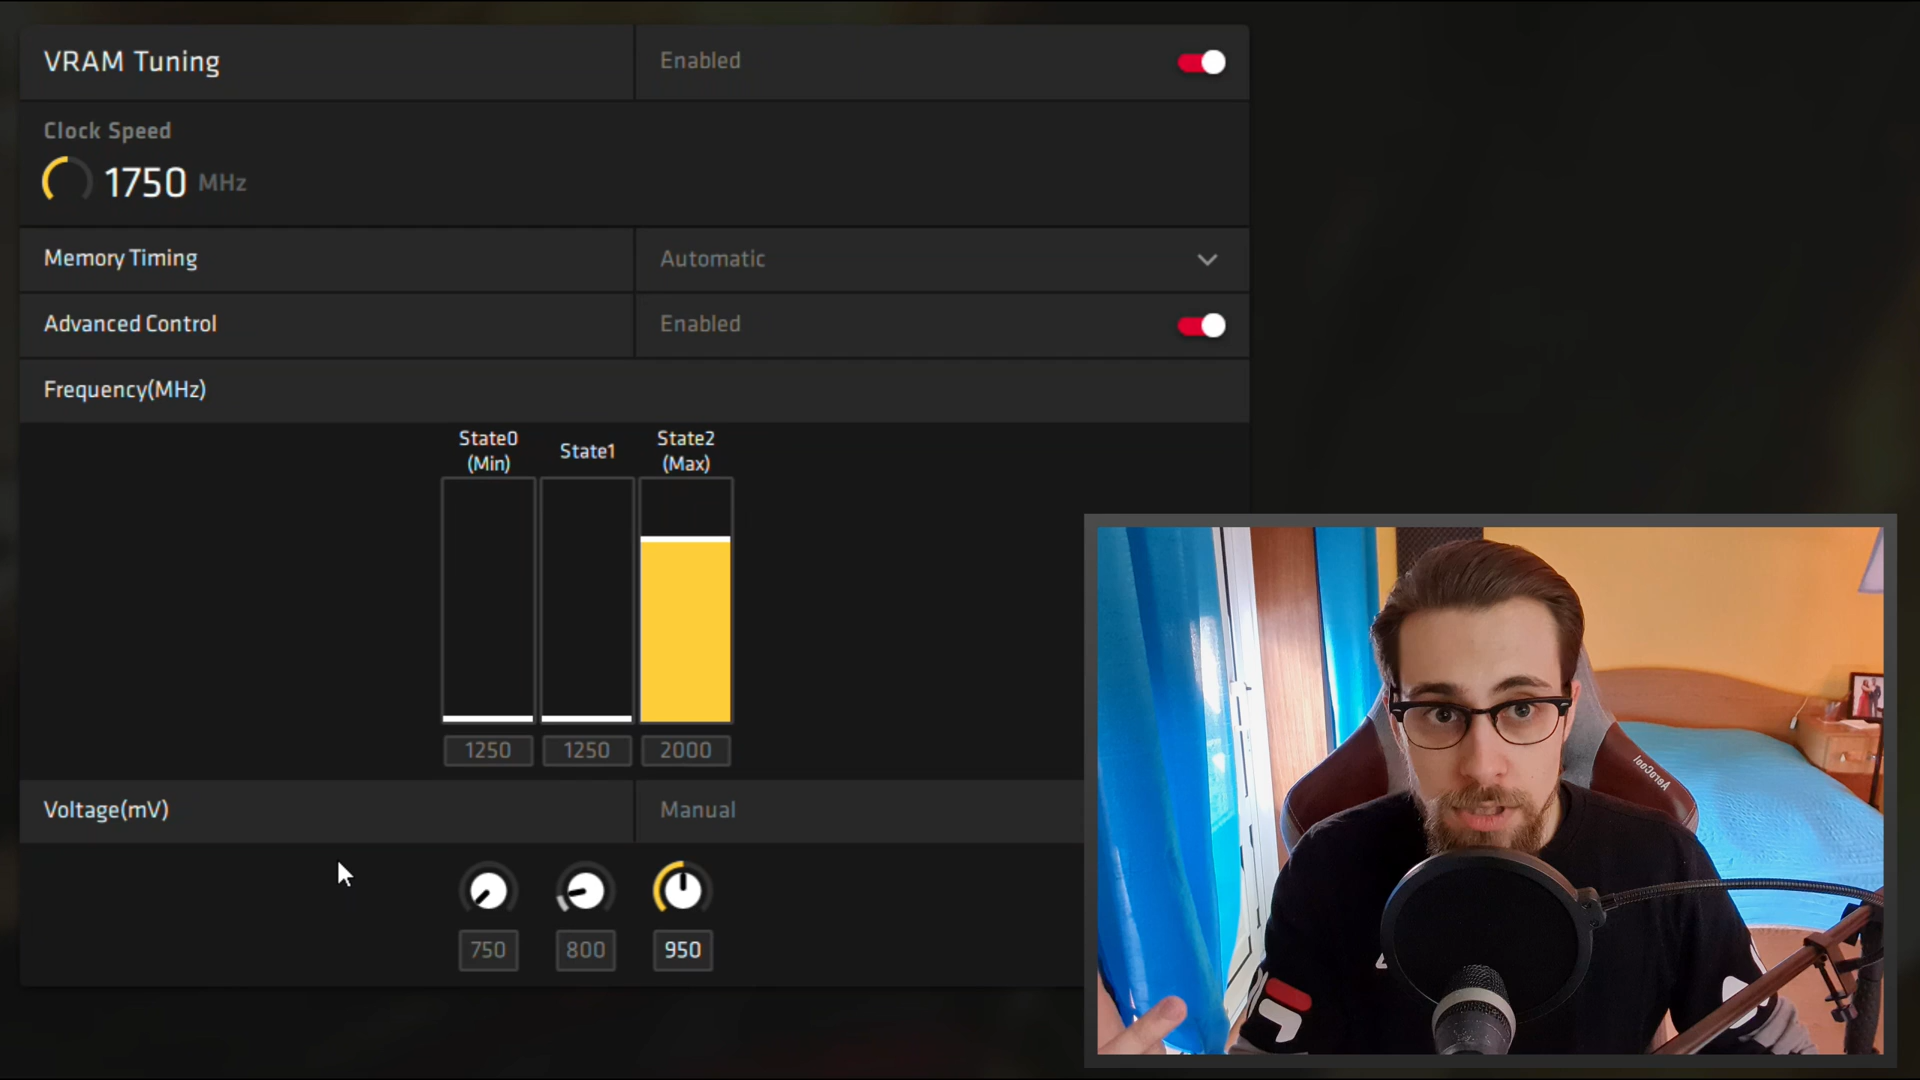 VRAM Tuning
Enabled
Clock Speed
1750 MHz
Memory Timing
Automatic
Advanced Control
Enabled
Frequency(MHz)
State0 (Min)
State1
State2 (Max)
1250
1250
2000
Voltage(mV)
Manual
750
800
950
AeroCool